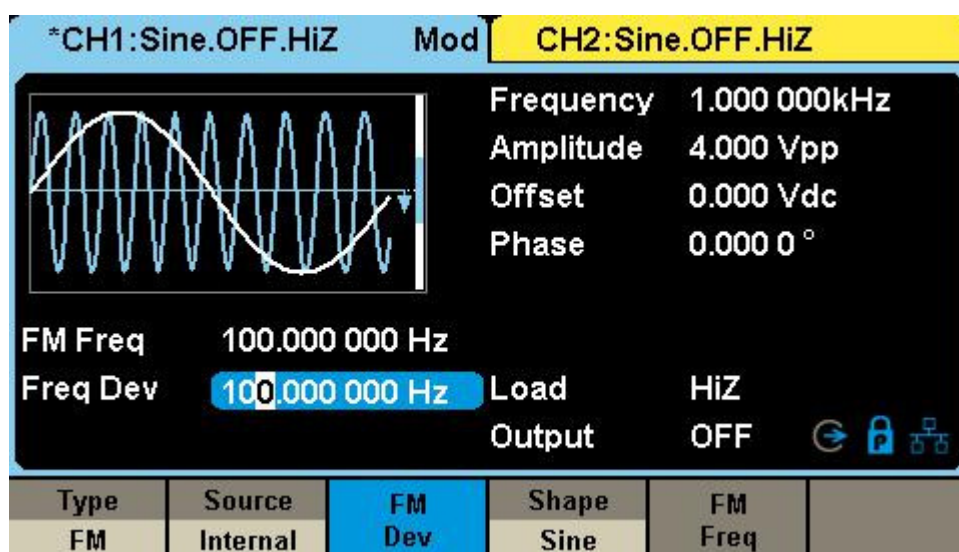 *CH1:Sine.OFF.HiZ Mod CH2:Sine.OFF.HiZ
Frequency 1.000 000kHz
Amplitude 4.000 Vpp
Offset 0.000 Vdc
Phase 0.000 0 °
FM Freq 100.000 000 Hz
Freq Dev 100.000 000 Hz
Load HiZ
Output OFF
P
Type Source FM Shape FM
FM Internal Dev Sine Freq